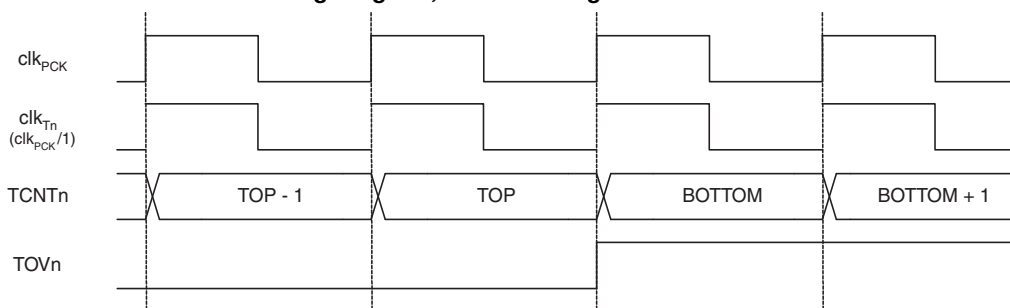 clkPCK
clkTn
(clkPCK/1)
TCNTn
TOP - 1
TOP
BOTTOM
BOTTOM + 1
TOVn